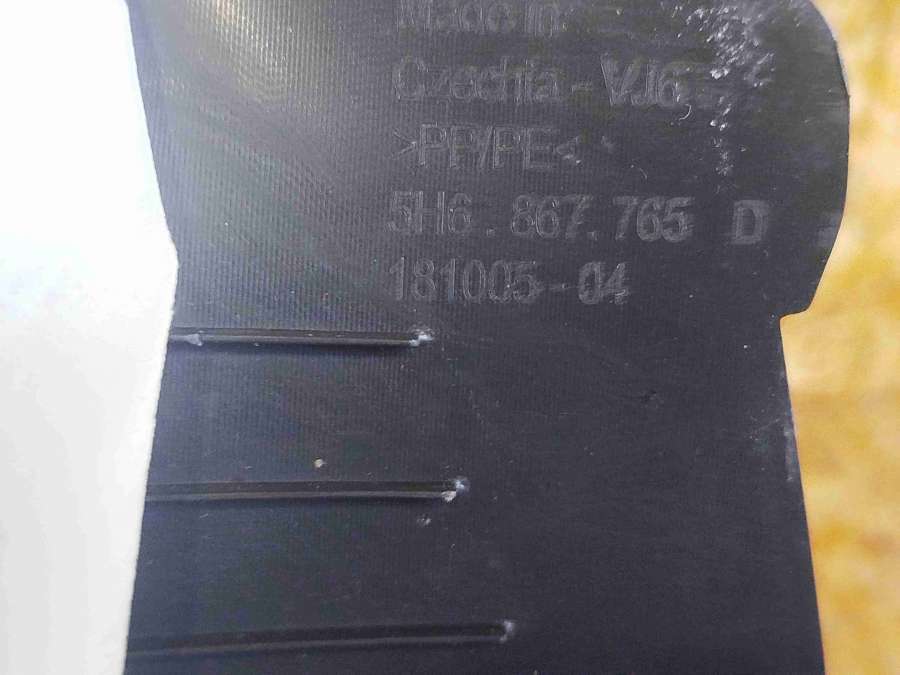 Made in
Czechia - VJ6
>PP/PE<
5H6.867.765 D
181005-04